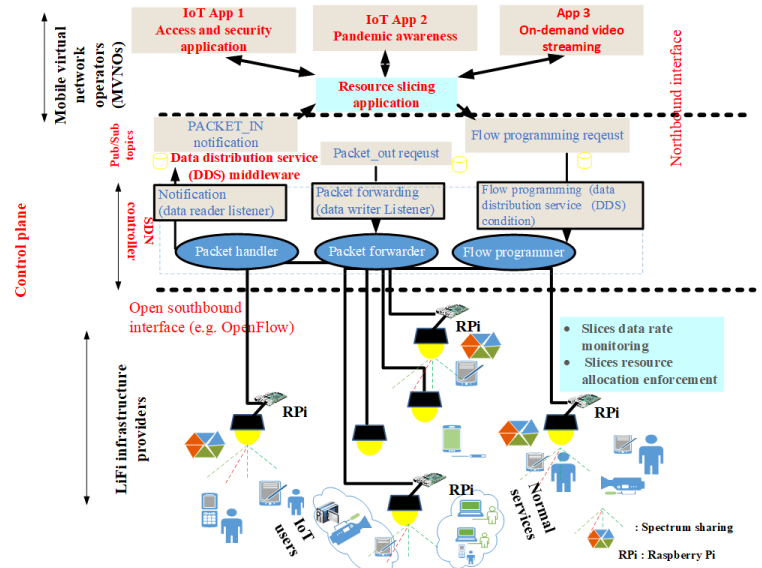 IoT App 1
Access and security
application
IoT App 2
Pandemic awareness
App 3
On-demand video
streaming
Mobile virtual
network
operators
(MVNOs)
Resource slicing
application
Northbound interface
Pub/Sub
topics
PACKET_IN
notification
Data distribution service
(DDS) middleware
Packet_out reqeust
Flow programming reqeust
Control plane
SDN
controller
Notification
(data reader listener)
Packet forwarding
(data writer Listener)
Flow programming (data
distribution service (DDS)
condition)
Packet handler
Packet forwarder
Flow programmer
Open southbound
interface (e.g. OpenFlow)
LiFi infrastructure
providers
RPi
• Slices data rate
monitoring
• Slices resource
allocation enforcement
RPi
RPi
RPi
IoT
users
Normal
services
: Spectrum sharing
RPi : Raspberry Pi